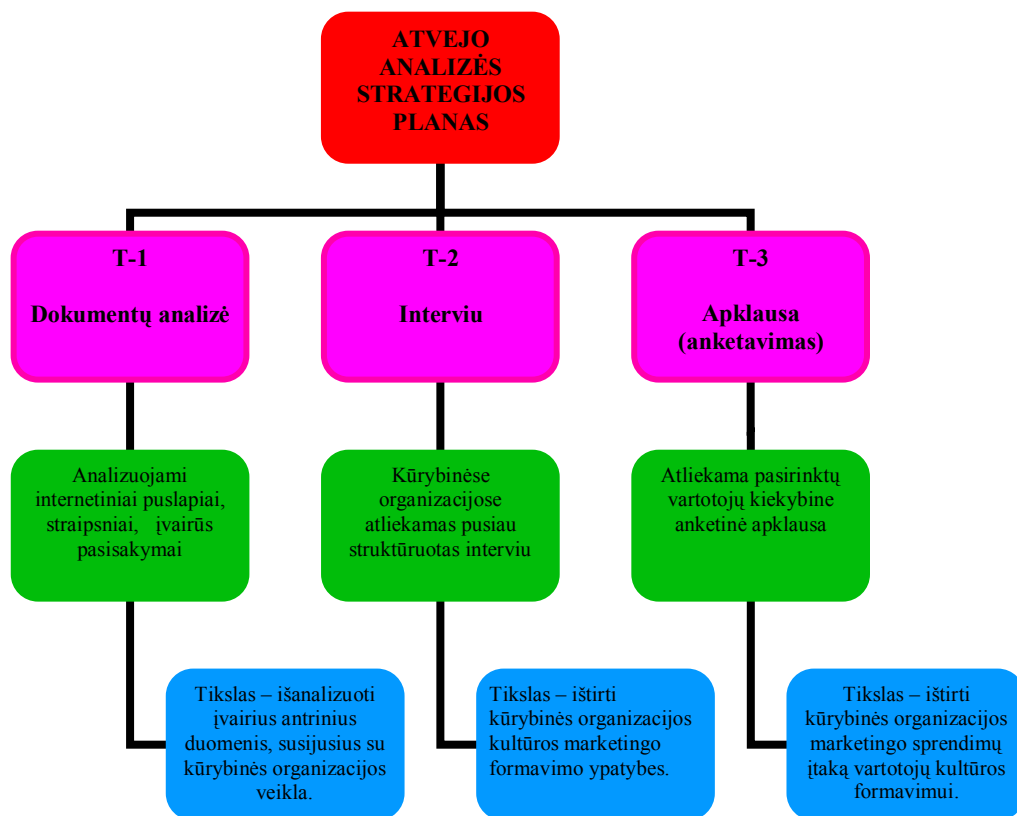 ATVEJO
ANALIZĖS
STRATEGIJOS
PLANAS
T-1
Dokumentų analizė
T-2
Interviu
T-3
Apklausa
(anketavimas)
Analizuojami
internetiniai puslapiai,
straipsniai, įvairūs
pasisakymai
Kūrybinėse
organizacijose
atliekamas pusiau
struktūruotas interviu
Atliekama pasirinktų
vartotojų kiekybine
anketinė apklausa
Tikslas – išanalizuoti
įvairius antrinius
duomenis, susijusius su
kūrybinės organizacijos
veikla.
Tikslas – ištirti
kūrybinės organizacijos
kultūros marketingo
formavimo ypatybes.
Tikslas – ištirti
kūrybinės organizacijos
marketingo sprendimų
įtaką vartotojų kultūros
formavimui.